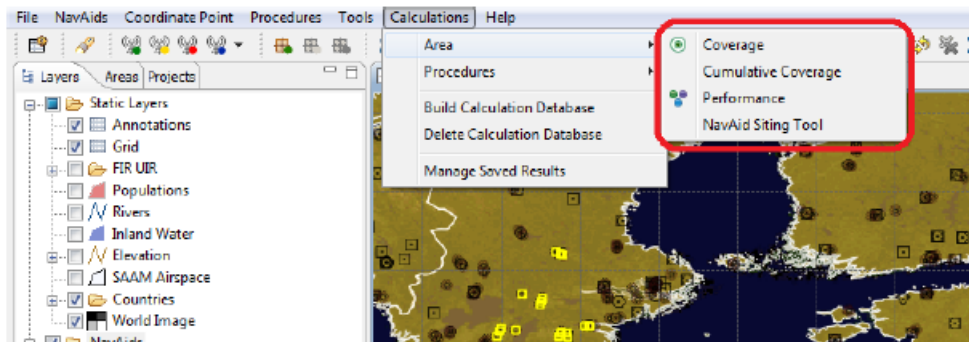 File NavAids Coordinate Point Procedures Tools Calculations Help
Layers Areas Projects
Area
Procedures
Build Calculation Database
Delete Calculation Database
Manage Saved Results
Coverage
Cumulative Coverage
Performance
NavAid Siting Tool
Static Layers
Annotations
Grid
FIR UIR
Populations
Rivers
Inland Water
Elevation
SAAM Airspace
Countries
World Image
NavAids